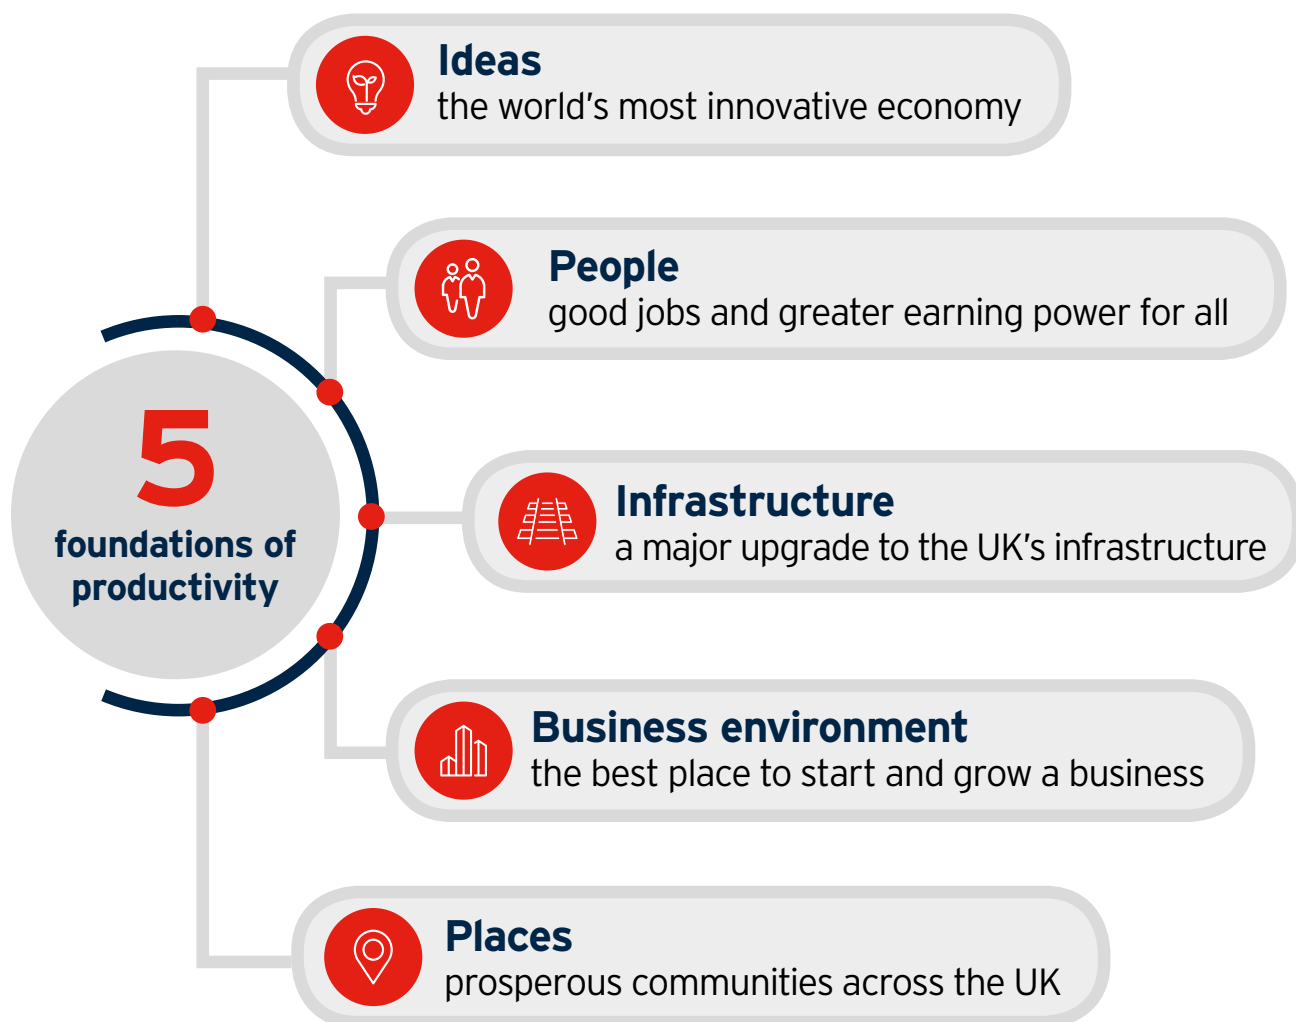 Ideas
the world's most innovative economy
People
good jobs and greater earning power for all
5
foundations of
productivity
Infrastructure
a major upgrade to the UK's infrastructure
Business environment
the best place to start and grow a business
Places
prosperous communities across the UK